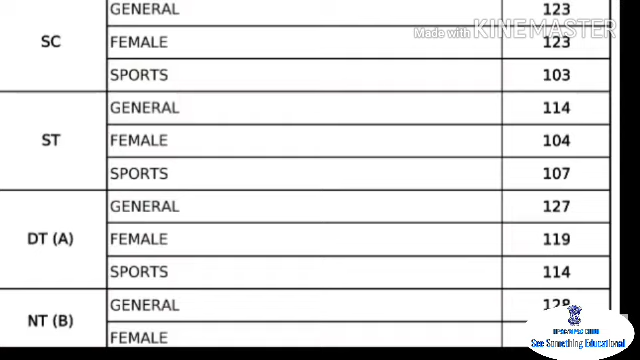 GENERAL 123
Made with KINEMASTER
SC FEMALE 123
SPORTS 103
GENERAL 114
ST FEMALE 104
SPORTS 107
GENERAL 127
DT (A) FEMALE 119
SPORTS 114
GENERAL 128
NT (B)
FEMALE
See Something Educational